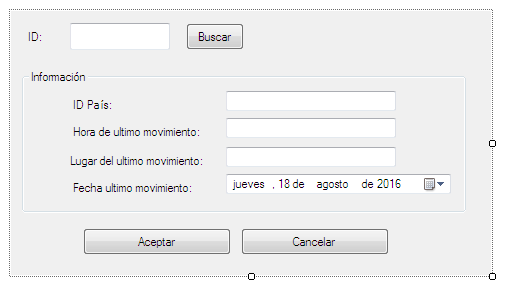 ID:
Buscar
Información
ID País:
Hora de ultimo movimiento:
Lugar del ultimo movimiento:
Fecha ultimo movimiento:
jueves , 18 de agosto de 2016
Aceptar
Cancelar